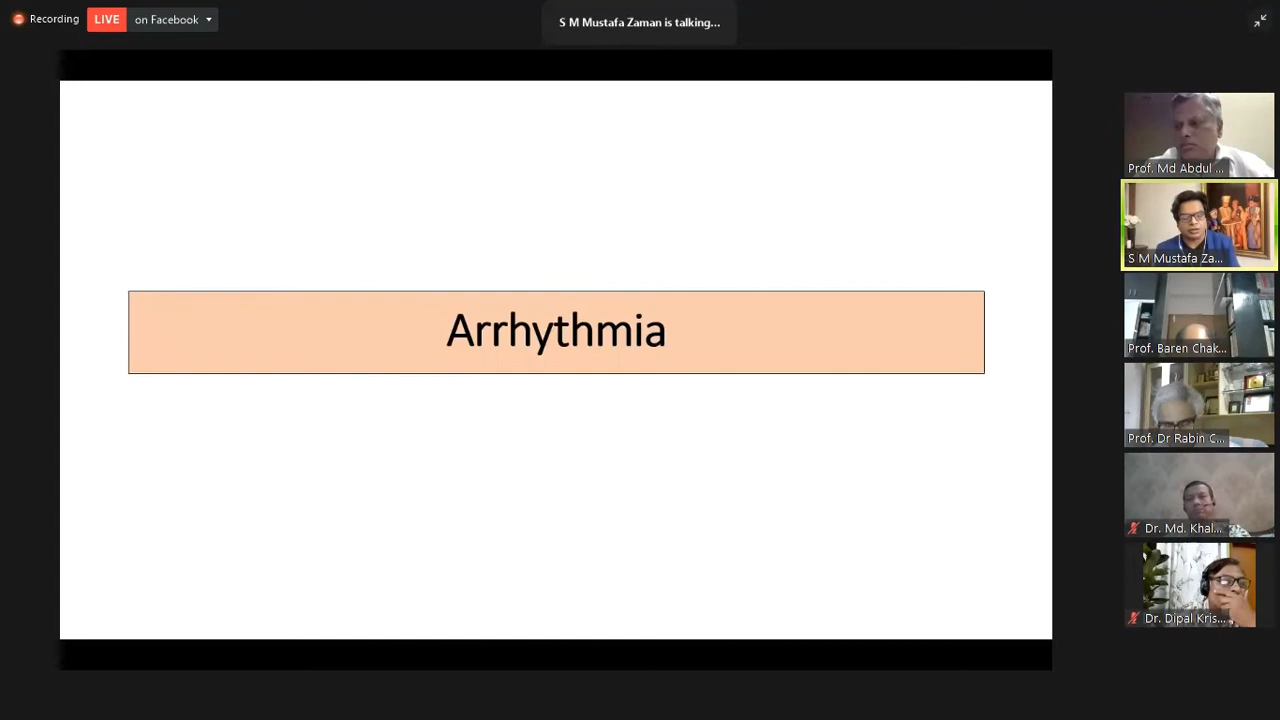 Recording
LIVE on Facebook
S M Mustafa Zaman is talking...
Arrhythmia
Prof. Md Abdul ...
S M Mustafa Za...
Prof. Baren Chak...
Prof. Dr Rabin C...
Dr. Md. Khal...
Dr. Dipal Kris...